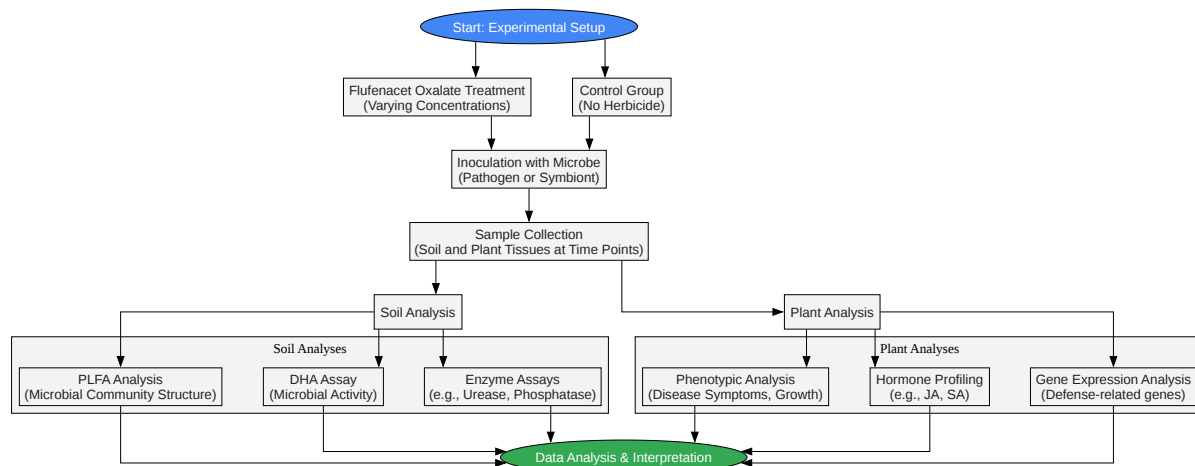 Start: Experimental Setup
Flufenacet Oxalate Treatment
(Varying Concentrations)
Control Group
(No Herbicide)
Inoculation with Microbe
(Pathogen or Symbiont)
Sample Collection
(Soil and Plant Tissues at Time Points)
Soil Analysis
Plant Analysis
Soil Analyses
PLFA Analysis
(Microbial Community Structure)
DHA Assay
(Microbial Activity)
Enzyme Assays
(e.g., Urease, Phosphatase)
Plant Analyses
Phenotypic Analysis
(Disease Symptoms, Growth)
Hormone Profiling
(e.g., JA, SA)
Gene Expression Analysis
(Defense-related genes)
Data Analysis & Interpretation